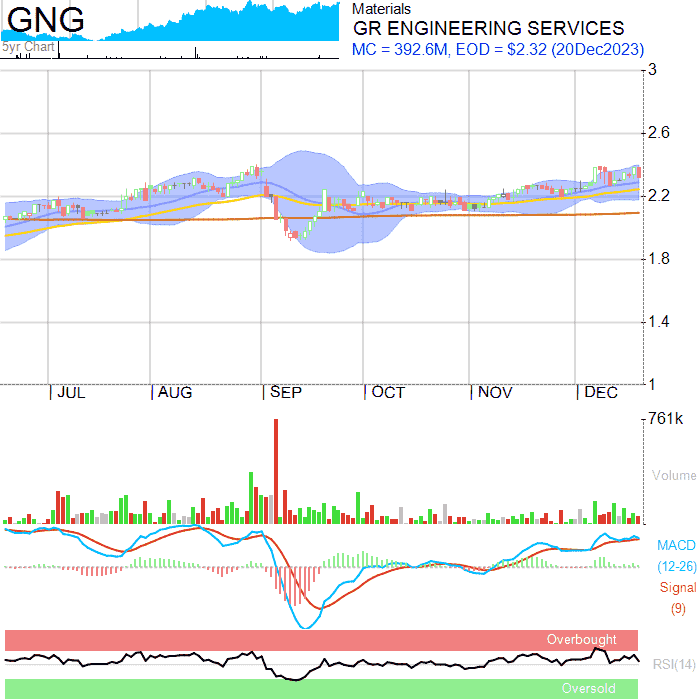 GNG
5yr Chart
Materials
GR ENGINEERING SERVICES
MC = 392.6M, EOD = $2.32 (20Dec2023)
3
2.6
2.2
1.8
1.4
1
JUL AUG SEP OCT NOV DEC
761k
Volume
MACD
(12-26)
Signal
(9)
Overbought
RSI(14)
Oversold